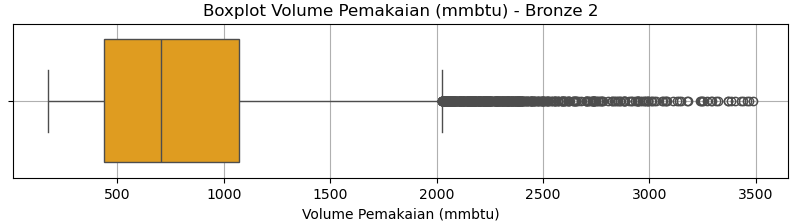 Boxplot Volume Pemakaian (mmbtu) - Bronze 2
500 1000 1500 2000 2500 3000 3500
Volume Pemakaian (mmbtu)